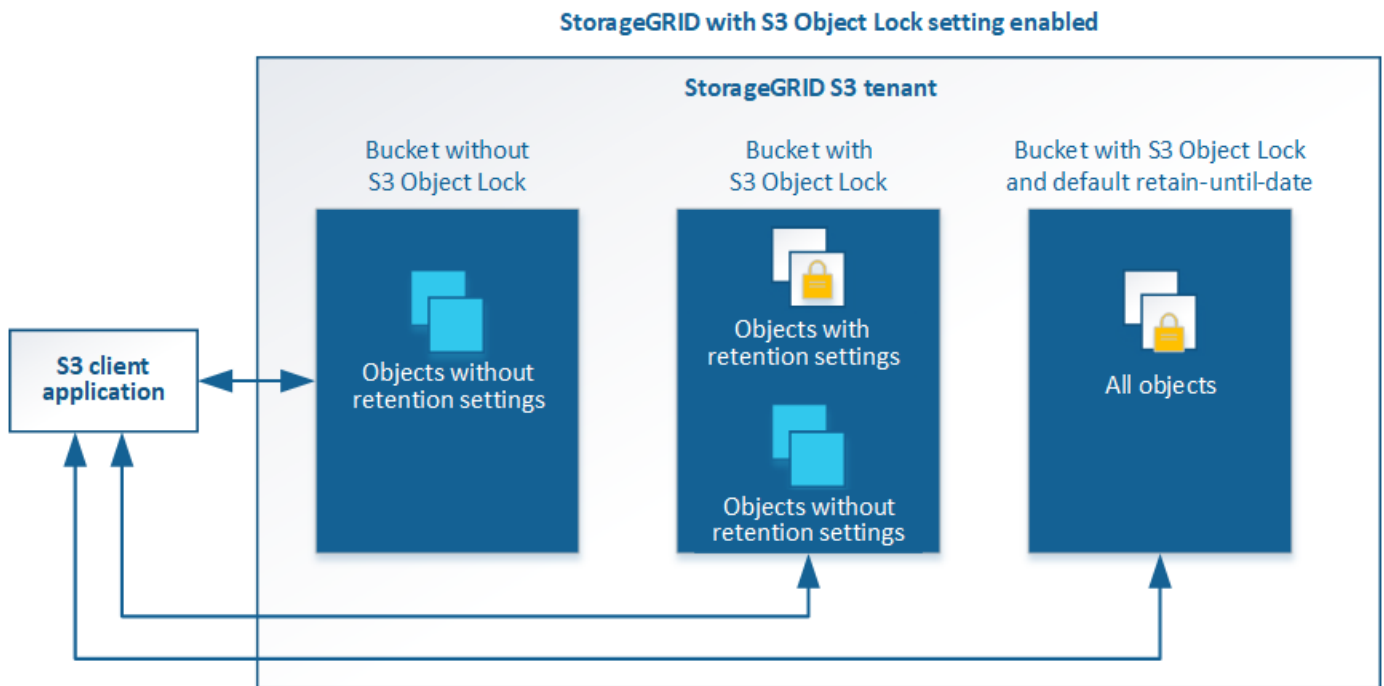 StorageGRID with S3 Object Lock setting enabled
StorageGRID S3 tenant
Bucket without
S3 Object Lock
Bucket with
S3 Object Lock
Bucket with S3 Object Lock
and default retain-until-date
S3 client
application
Objects without
retention settings
Objects with
retention settings
Objects without
retention settings
All objects